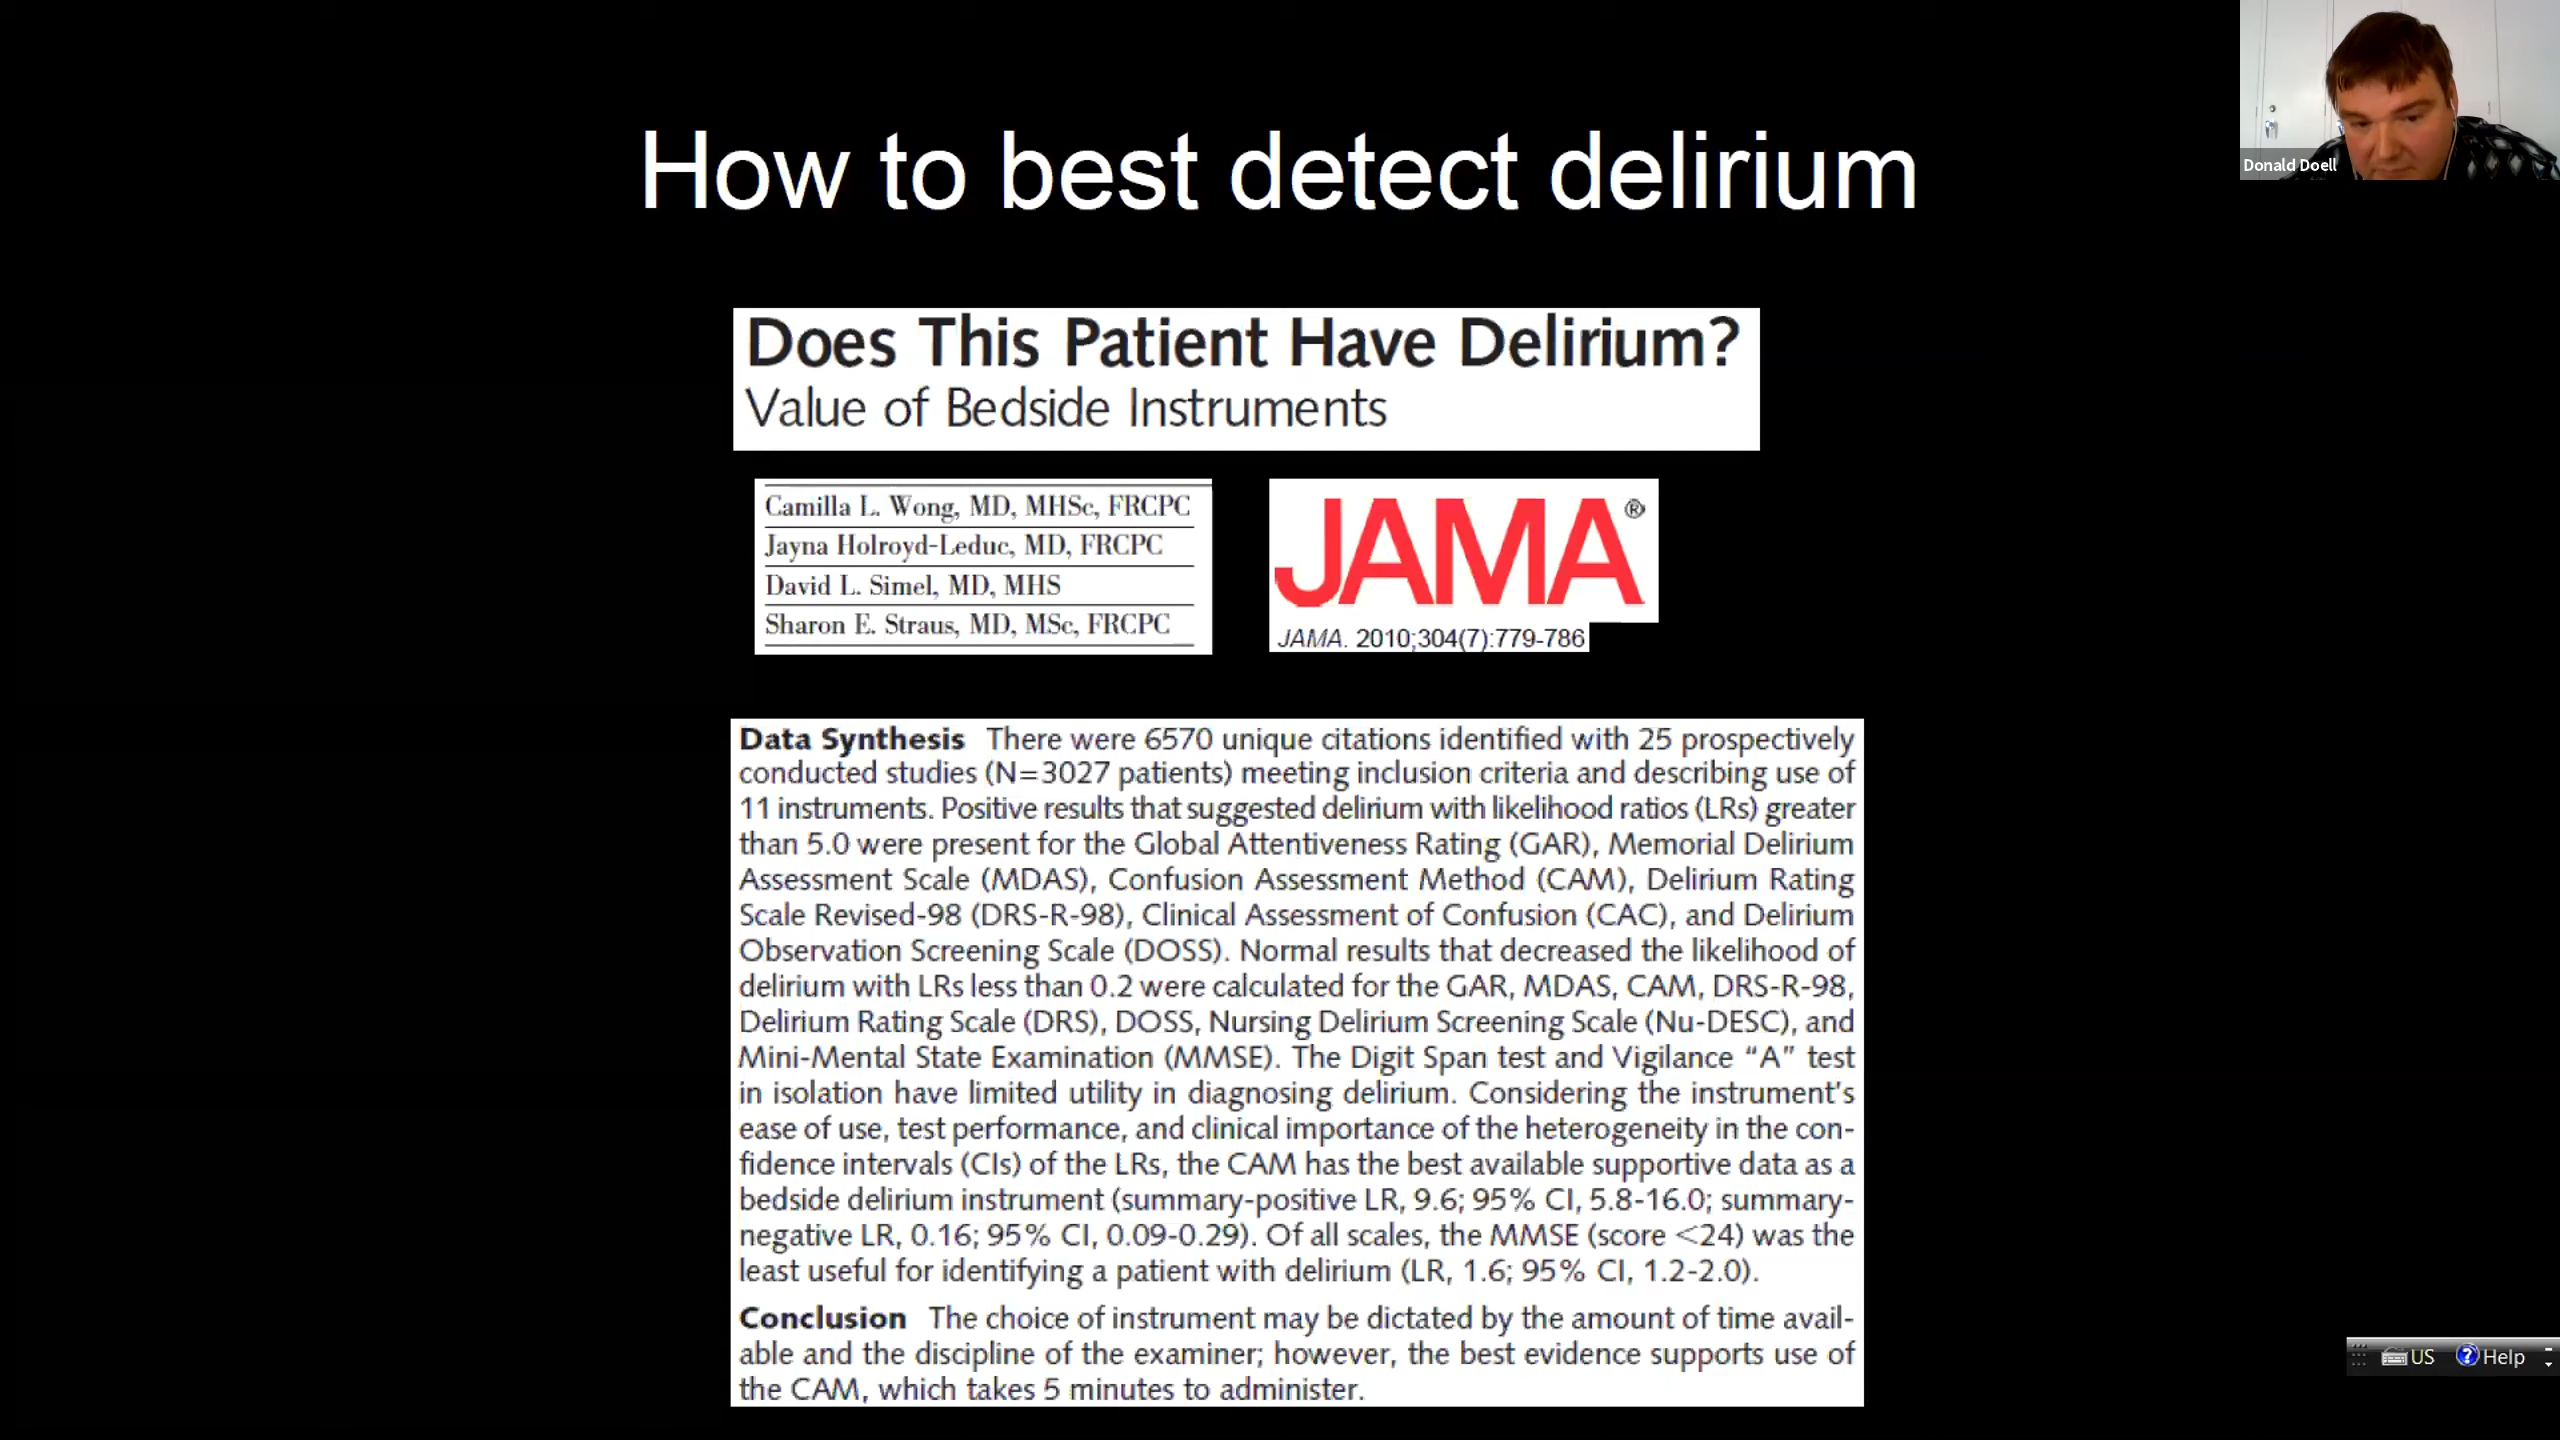 How to best detect delirium
Donald Doell
Does This Patient Have Delirium?
Value of Bedside Instruments
Camilla L. Wong, MD, MHSc, FRCPC
Jayna Holroyd-Leduc, MD, FRCPC
David L. Simel, MD, MHS
Sharon E. Straus, MD, MSc, FRCPC
JAMA®
JAMA. 2010;304(7):779-786
Data Synthesis There were 6570 unique citations identified with 25 prospectively
conducted studies (N=3027 patients) meeting inclusion criteria and describing use of
11 instruments. Positive results that suggested delirium with likelihood ratios (LRs) greater
than 5.0 were present for the Global Attentiveness Rating (GAR), Memorial Delirium
Assessment Scale (MDAS), Confusion Assessment Method (CAM), Delirium Rating
Scale Revised-98 (DRS-R-98), Clinical Assessment of Confusion (CAC), and Delirium
Observation Screening Scale (DOSS). Normal results that decreased the likelihood of
delirium with LRs less than 0.2 were calculated for the GAR, MDAS, CAM, DRS-R-98,
Delirium Rating Scale (DRS), DOSS, Nursing Delirium Screening Scale (Nu-DESC), and
Mini-Mental State Examination (MMSE). The Digit Span test and Vigilance “A” test
in isolation have limited utility in diagnosing delirium. Considering the instrument's
ease of use, test performance, and clinical importance of the heterogeneity in the con-
fidence intervals (CIs) of the LRs, the CAM has the best available supportive data as a
bedside delirium instrument (summary-positive LR, 9.6; 95% CI, 5.8-16.0; summary-
negative LR, 0.16; 95% CI, 0.09-0.29). Of all scales, the MMSE (score <24) was the
least useful for identifying a patient with delirium (LR, 1.6; 95% CI, 1.2-2.0).
Conclusion The choice of instrument may be dictated by the amount of time avail-
able and the discipline of the examiner; however, the best evidence supports use of
the CAM, which takes 5 minutes to administer.
US Help